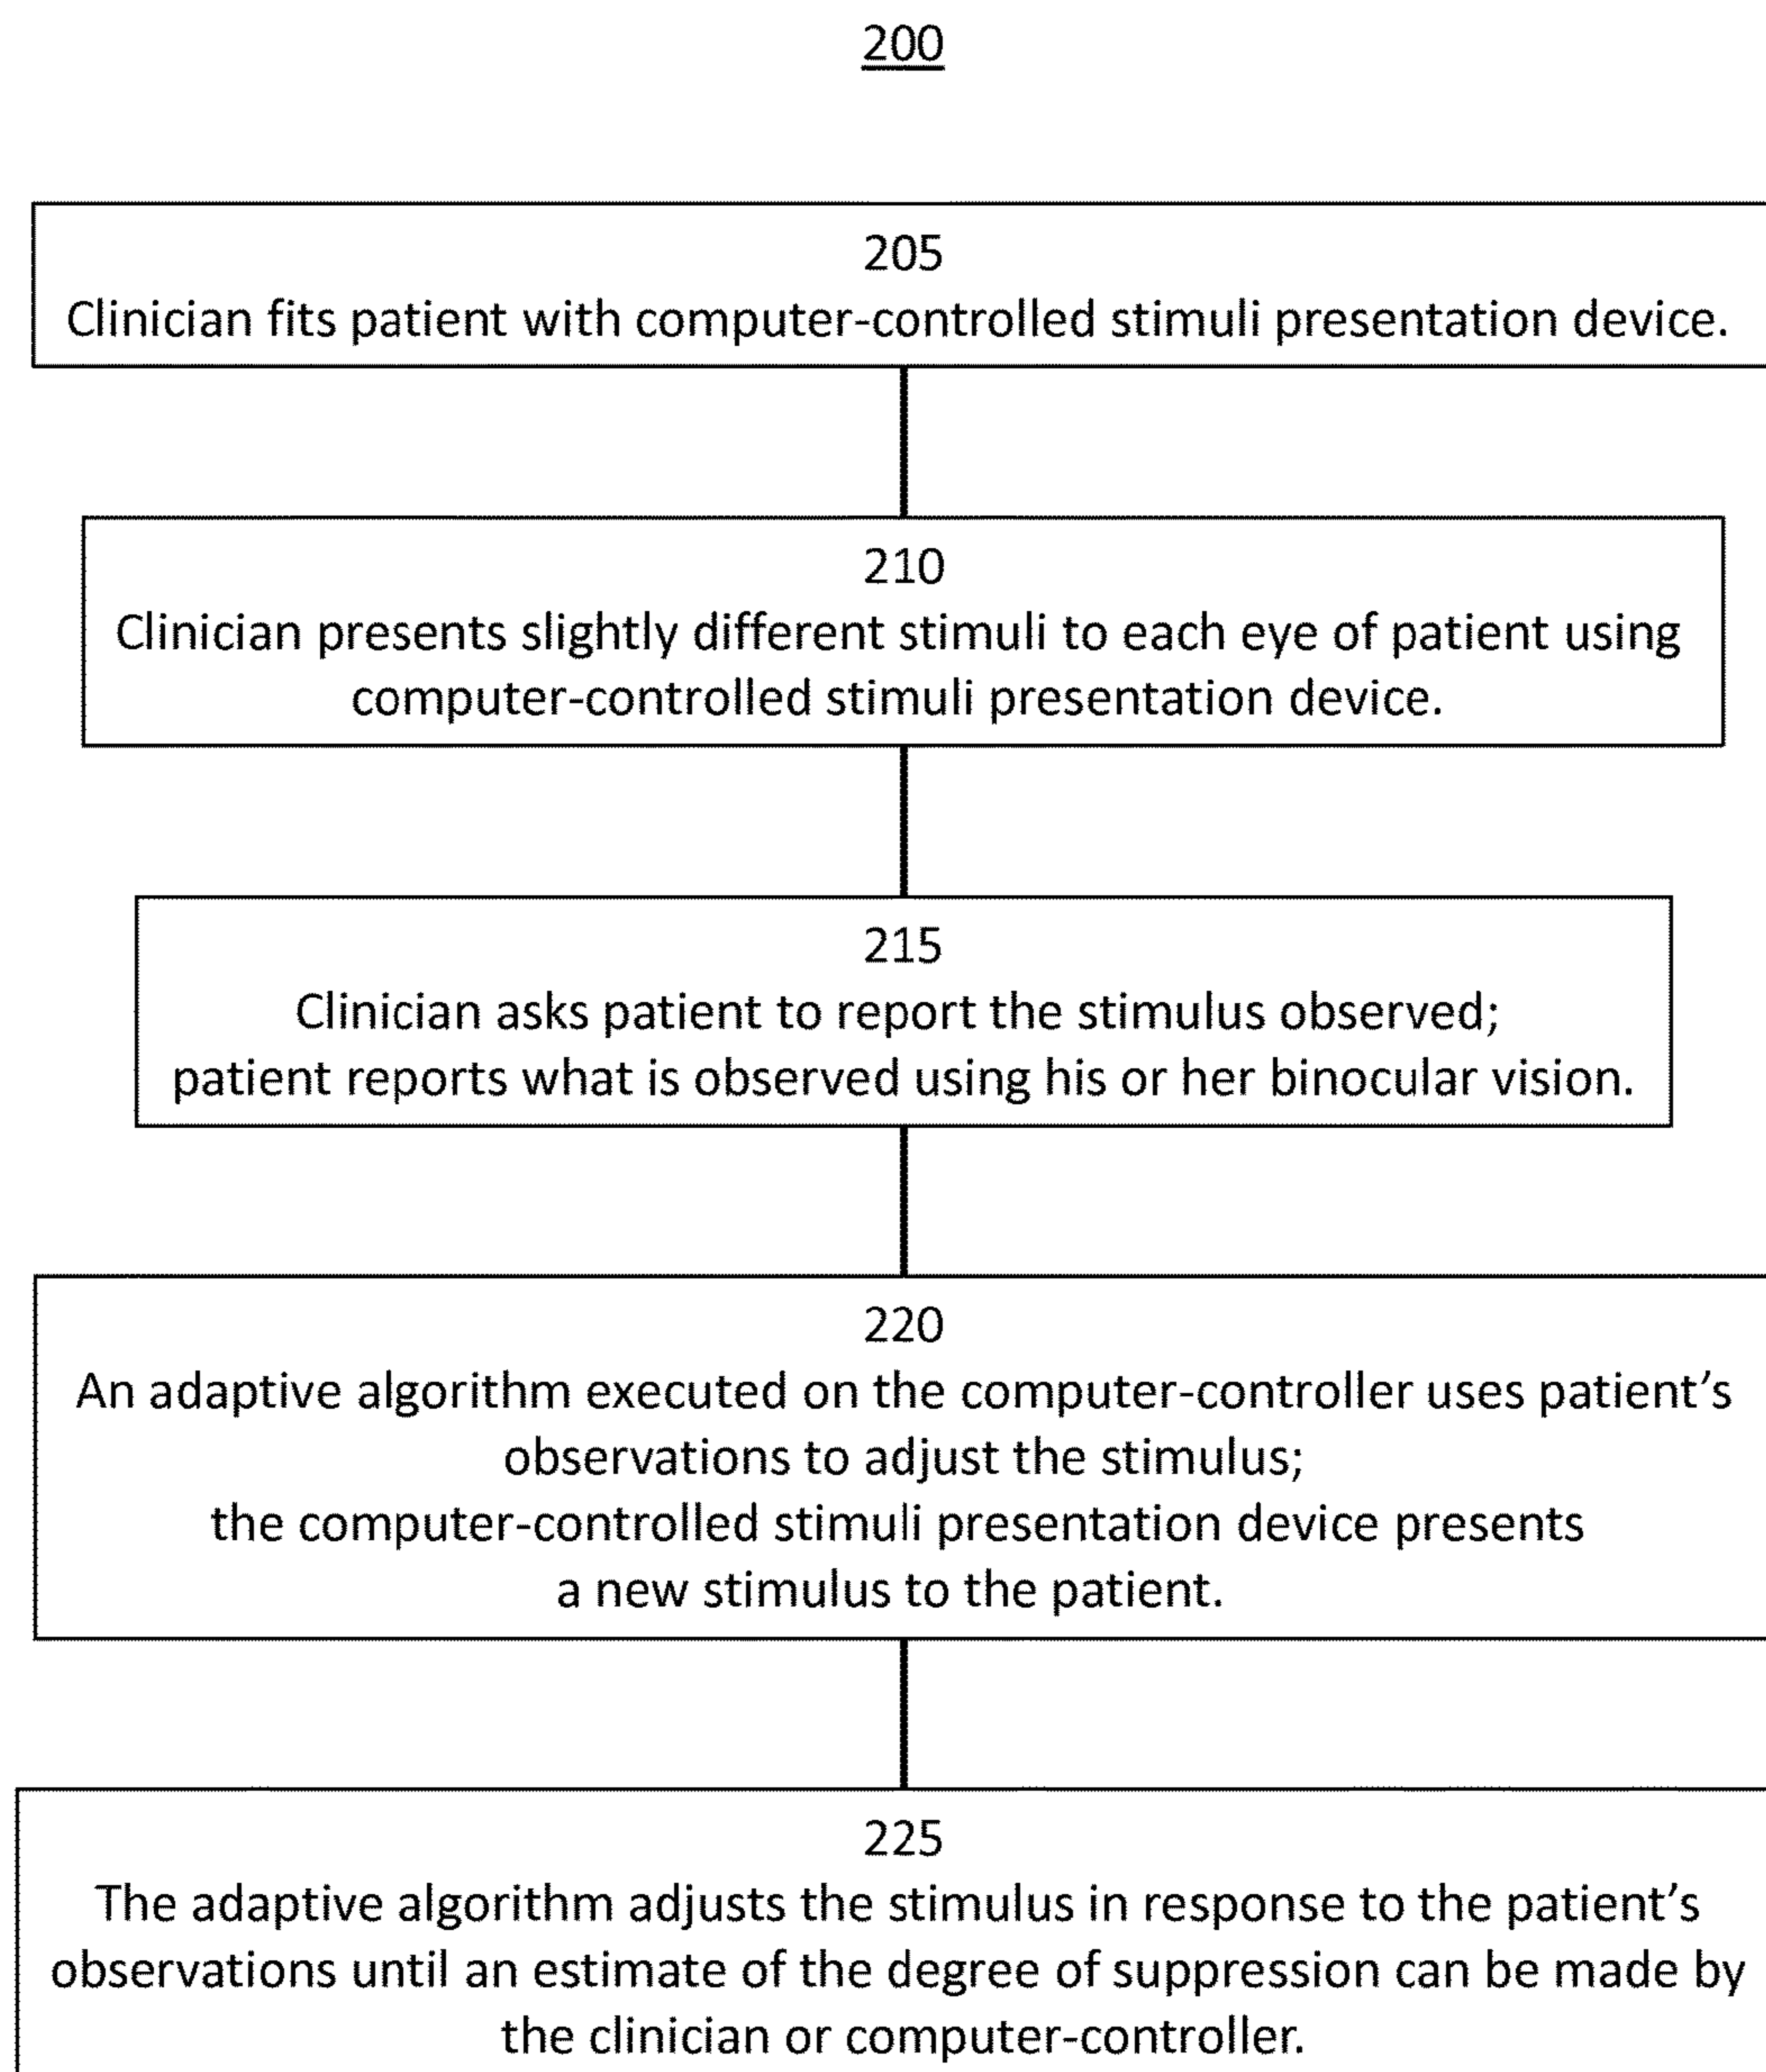 200
205
Clinician fits patient with computer-controlled stimuli presentation device.
210
Clinician presents slightly different stimuli to each eye of patient using
computer-controlled stimuli presentation device.
215
Clinician asks patient to report the stimulus observed;
patient reports what is observed using his or her binocular vision.
220
An adaptive algorithm executed on the computer-controller uses patient’s
observations to adjust the stimulus;
the computer-controlled stimuli presentation device presents
a new stimulus to the patient.
225
The adaptive algorithm adjusts the stimulus in response to the patient’s
observations until an estimate of the degree of suppression can be made by
the clinician or computer-controller.